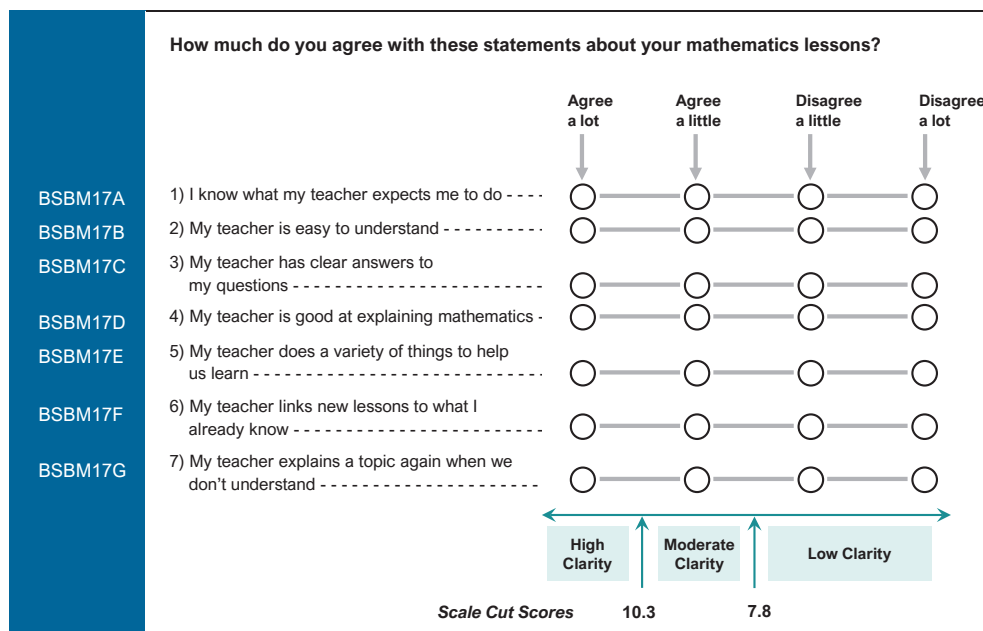 How much do you agree with these statements about your mathematics lessons?
Agree a lot
Agree a little
Disagree a little
Disagree a lot
BSBM17A 1) I know what my teacher expects me to do - - - -
BSBM17B 2) My teacher is easy to understand - - - - - - - - - -
BSBM17C 3) My teacher has clear answers to
my questions - - - - - - - - - - - - - - - - - - - - - - - -
BSBM17D 4) My teacher is good at explaining mathematics -
BSBM17E 5) My teacher does a variety of things to help
us learn - - - - - - - - - - - - - - - - - - - - - - - - - - - -
BSBM17F 6) My teacher links new lessons to what I
already know - - - - - - - - - - - - - - - - - - - - - - - -
BSBM17G 7) My teacher explains a topic again when we
don't understand - - - - - - - - - - - - - - - - - - - - -
High Clarity
Moderate Clarity
Low Clarity
Scale Cut Scores 10.3 7.8